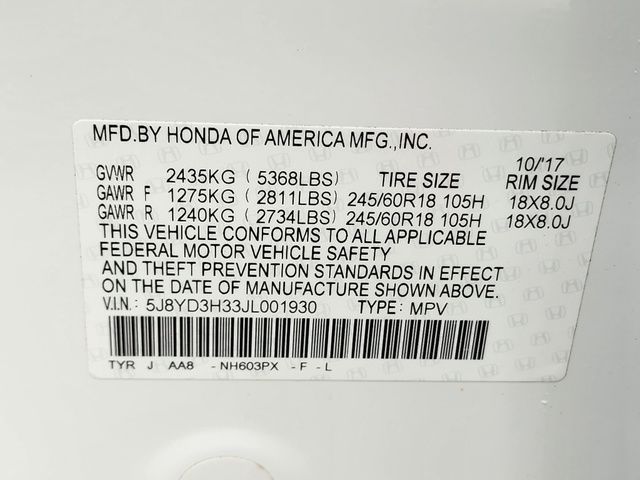 MFD.BY HONDA OF AMERICA MFG.,INC.
10/'17
GVWR 2435KG ( 5368LBS) TIRE SIZE RIM SIZE
GAWR F 1275KG ( 2811LBS) 245/60R18 105H 18X8.0J
GAWR R 1240KG ( 2734LBS) 245/60R18 105H 18X8.0J
THIS VEHICLE CONFORMS TO ALL APPLICABLE
FEDERAL MOTOR VEHICLE SAFETY
AND THEFT PREVENTION STANDARDS IN EFFECT
ON THE DATE OF MANUFACTURE SHOWN ABOVE.
V.I.N.: 5J8YD3H33JL001930 TYPE: MPV
TYR J AA8 - NH603PX - F - L